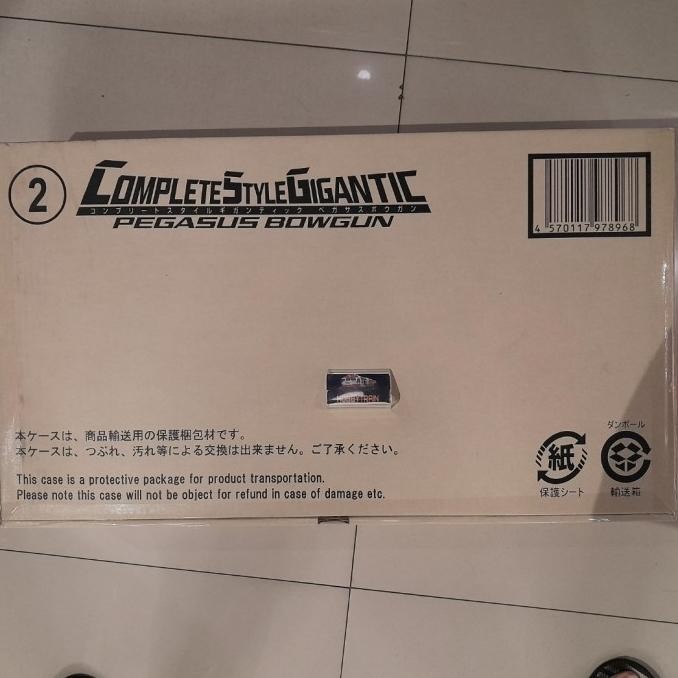 2
COMPLETE STYLE GIGANTIC
コンプリートスタイルギガンティック ペガサスボウガン
PEGASUS BOWGUN
4 570117 978968
本ケースは、商品輸送用の保護梱包材です。
本ケースは、つぶれ、汚れ等による交換は出来ません。ご了承ください。
This case is a protective package for product transportation.
Please note this case will not be object for refund in case of damage etc.
紙
保護シート
ダンボール
輸送箱